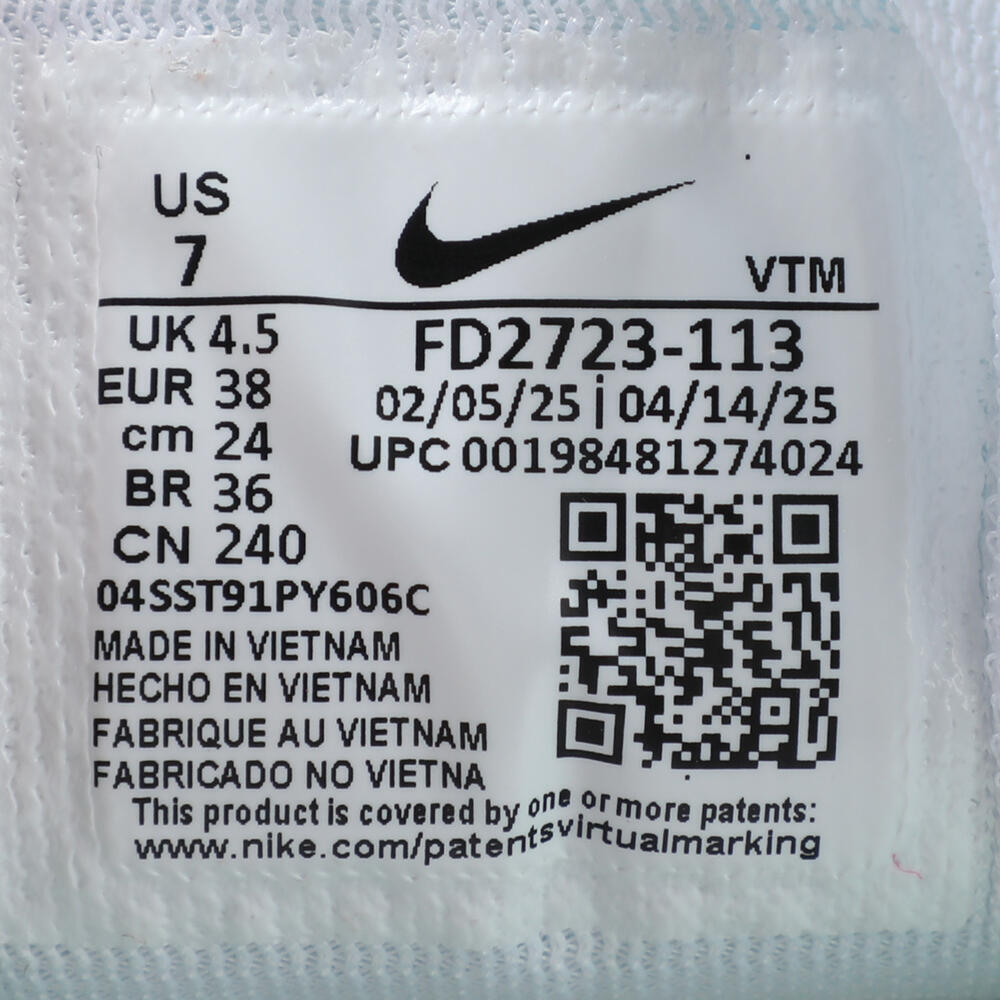 US
7
VTM
UK 4.5
EUR 38
cm 24
BR 36
CN 240
FD2723-113
02/05/25 | 04/14/25
UPC 00198481274024
04SST91PY606C
MADE IN VIETNAM
HECHO EN VIETNAM
FABRIQUE AU VIETNAM
FABRICADO NO VIETNA
This product is covered by one or more patents:
www.nike.com/patentsvirtualmarking